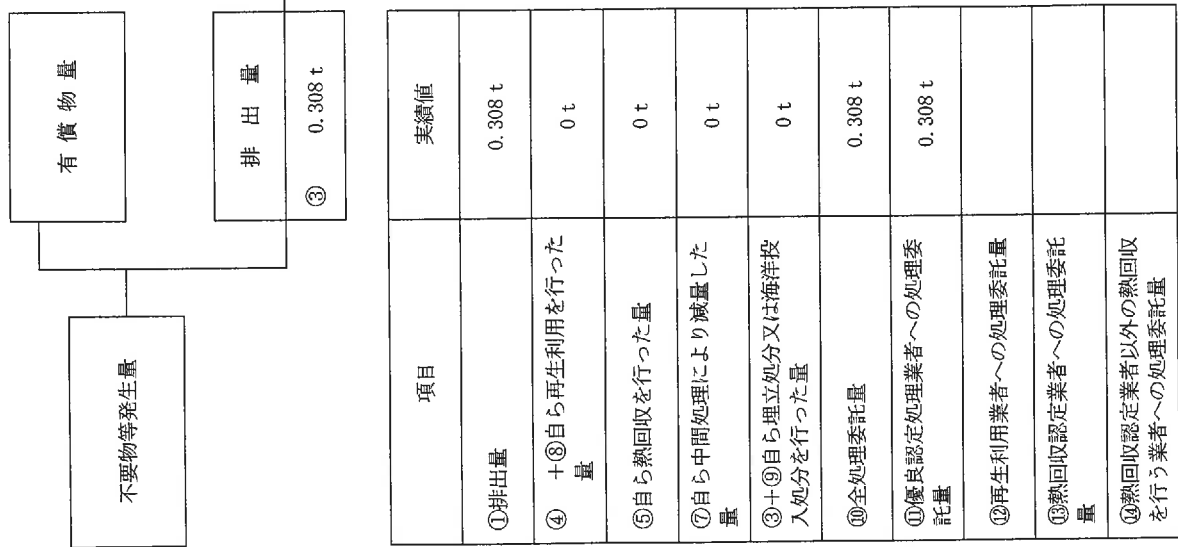 不要物等発生量
有償物量
排出量
③ 0.308 t
項目 実績値
①排出量 0.308 t
④ +⑧自ら再生利用を行った
量 0 t
⑤自ら熱回収を行った量 0 t
⑦自ら中間処理により減量した
量 0 t
③+⑨自ら埋立処分又は海洋投
入処分を行った量 0 t
⑩全処理委託量 0.308 t
⑪優良認定処理業者への処理委
託量 0.308 t
⑫再生利用業者への処理委託量
⑬熱回収認定業者への処理委託
量
⑭熱回収認定業者以外の熱回収
を行う業者への処理委託量